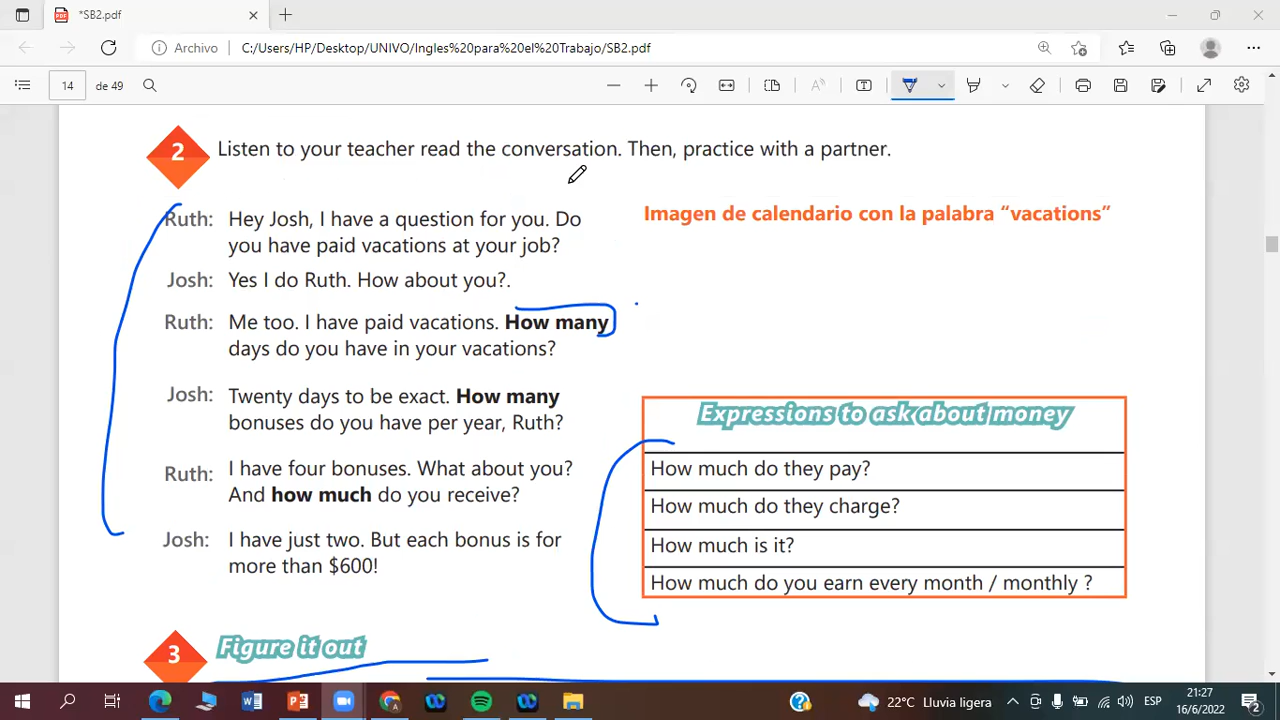 *SB2.pdf
Archivo
C:/Users/HP/Desktop/UNIVO/Ingles%20para%20el%20Trabajo/SB2.pdf
14 de 49
2
Listen to your teacher read the conversation. Then, practice with a partner.
Ruth: Hey Josh, I have a question for you. Do
you have paid vacations at your job?
Josh: Yes I do Ruth. How about you?.
Ruth: Me too. I have paid vacations. How many
days do you have in your vacations?
Josh: Twenty days to be exact. How many
bonuses do you have per year, Ruth?
Ruth: I have four bonuses. What about you?
And how much do you receive?
Josh: I have just two. But each bonus is for
more than $600!
Imagen de calendario con la palabra “vacations”
Expressions to ask about money
How much do they pay?
How much do they charge?
How much is it?
How much do you earn every month / monthly ?
3
Figure it out
22°C Lluvia ligera
ESP
21:27
16/6/2022
2